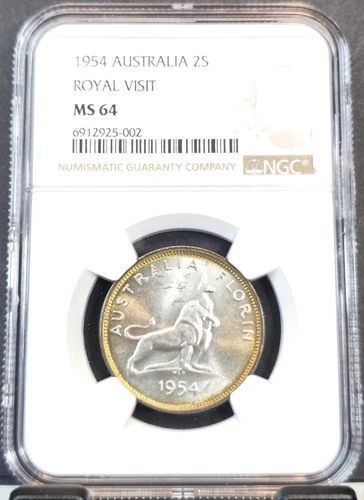 1954 AUSTRALIA 2S
ROYAL VISIT
MS 64
6912925-002
NUMISMATIC GUARANTY COMPANY
NGC
AUSTRALIA FLORIN
1954